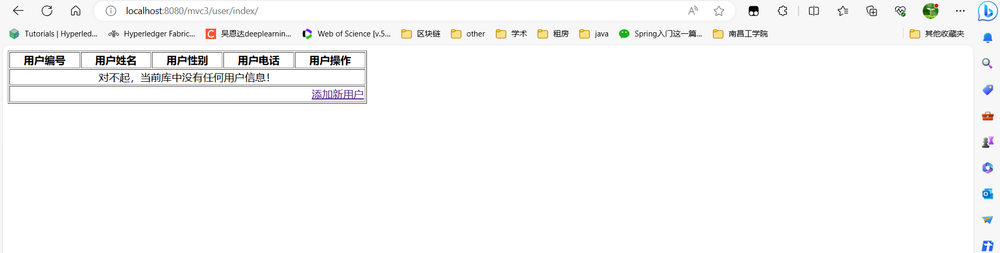 localhost:8080/mvc3/user/index/
Tutorials | Hyperled... Hyperledger Fabric... 吴恩达deeplearnin... Web of Science [v.5... 区块链 other 学术 租房 java Spring入门这一篇... 南昌工学院 其他收藏夹
用户编号 用户姓名 用户性别 用户电话 用户操作
对不起，当前库中没有任何用户信息！
添加新用户